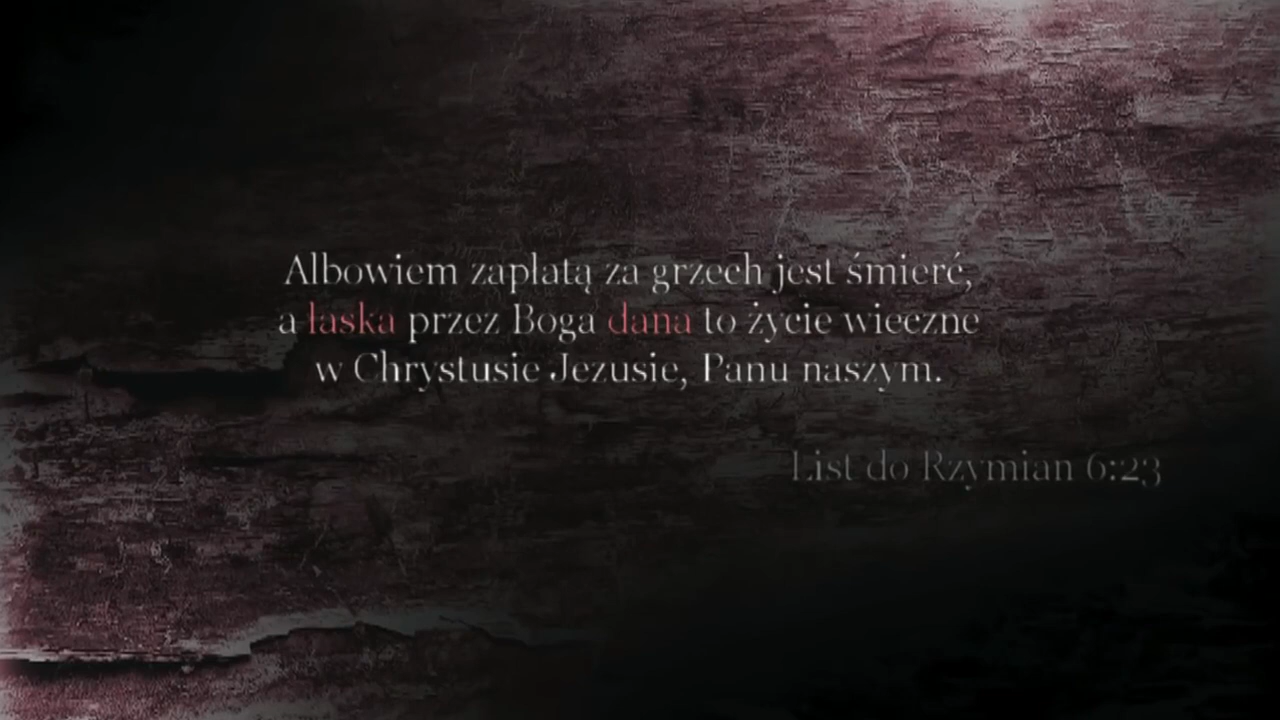 Albowiem zapłatą za grzech jest śmierć,
a łaska przez Boga dana to życie wieczne
w Chrystusie Jezusie, Panu naszym.
List do Rzymian 6:23